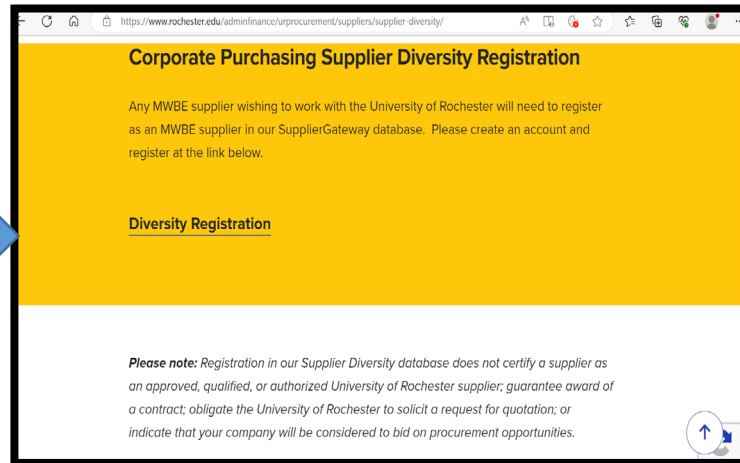 https://www.rochester.edu/adminfinance/urprocurement/suppliers/supplier-diversity/
Corporate Purchasing Supplier Diversity Registration
Any MWBE supplier wishing to work with the University of Rochester will need to register
as an MWBE supplier in our SupplierGateway database. Please create an account and
register at the link below.
Diversity Registration
Please note: Registration in our Supplier Diversity database does not certify a supplier as
an approved, qualified, or authorized University of Rochester supplier; guarantee award of
a contract; obligate the University of Rochester to solicit a request for quotation; or
indicate that your company will be considered to bid on procurement opportunities.